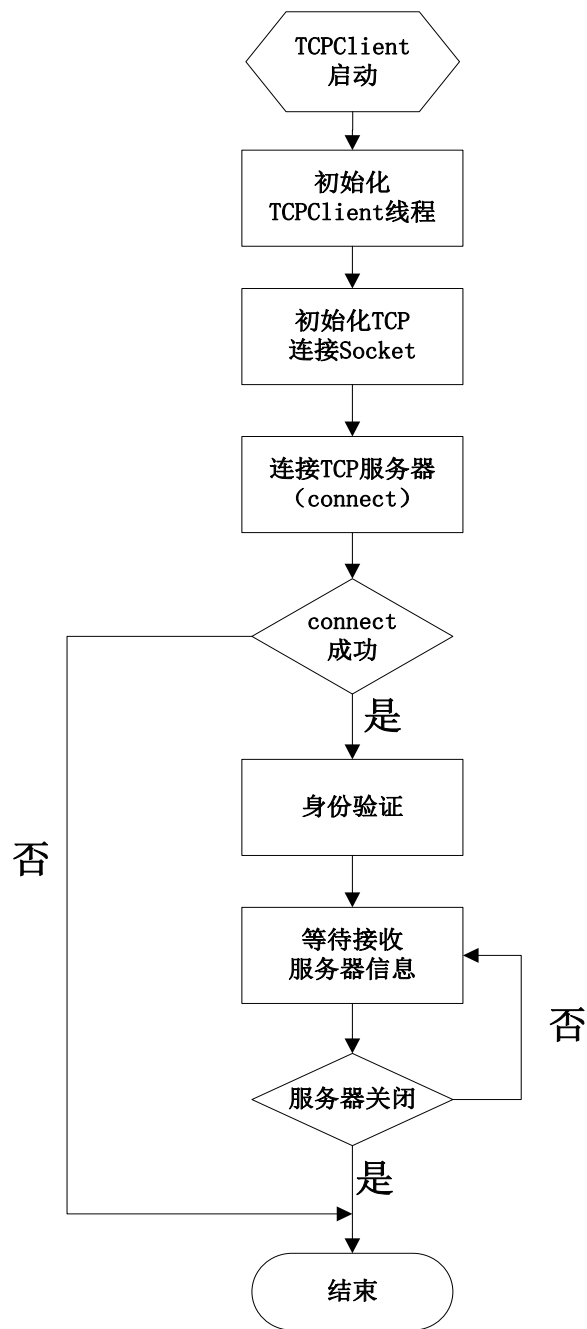 TCPClient
启动
初始化
TCPClient线程
初始化TCP
连接Socket
连接TCP服务器
（connect）
connect
成功
是
身份验证
否
等待接收
服务器信息
否
服务器关闭
是
结束